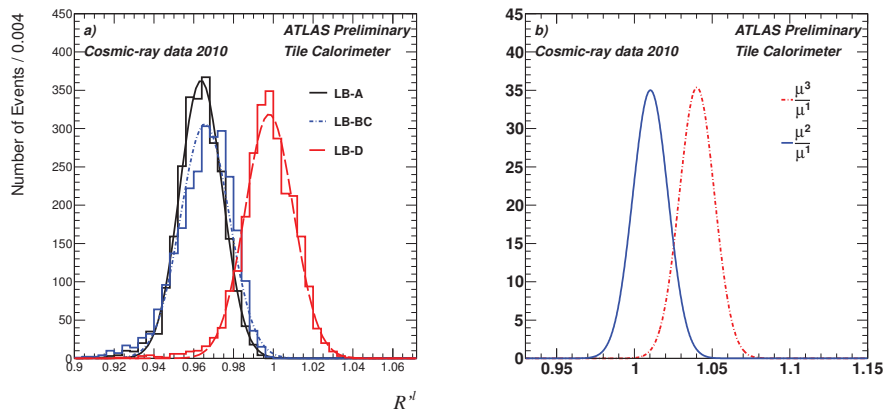 a)
ATLAS Preliminary
Cosmic-ray data 2010
Tile Calorimeter
LB-A
LB-BC
LB-D
Number of Events / 0.004
450
400
350
300
250
200
150
100
50
0
0.9 0.92 0.94 0.96 0.98 1 1.02 1.04 1.06
R'^l
b)
ATLAS Preliminary
Cosmic-ray data 2010
Tile Calorimeter
μ³
μ¹
μ²
μ¹
45
40
35
30
25
20
15
10
5
0
0.95 1 1.05 1.1 1.15